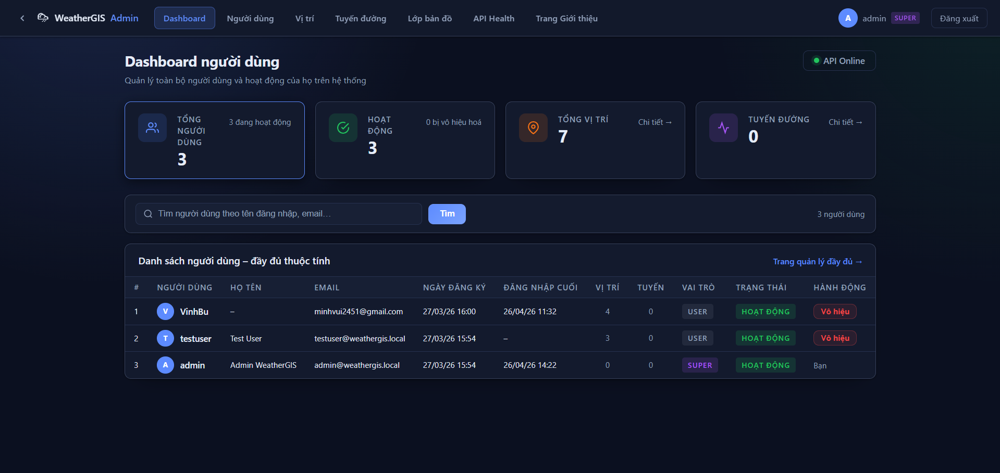 WeatherGIS Admin
Dashboard
Người dùng
Vị trí
Tuyến đường
Lớp bản đồ
API Health
Trang Giới thiệu
A
admin
SUPER
Đăng xuất
Dashboard người dùng
Quản lý toàn bộ người dùng và hoạt động của họ trên hệ thống
API Online
TỔNG
NGƯỜI
DÙNG
3
3 đang hoạt động
HOẠT
ĐỘNG
3
0 bị vô hiệu hoá
TỔNG VỊ TRÍ
7
Chi tiết →
TUYẾN ĐƯỜNG
0
Chi tiết →
Tìm người dùng theo tên đăng nhập, email...
Tìm
3 người dùng
Danh sách người dùng – đầy đủ thuộc tính
Trang quản lý đầy đủ →
# NGƯỜI DÙNG HỌ TÊN EMAIL NGÀY ĐĂNG KÝ ĐĂNG NHẬP CUỐI VỊ TRÍ TUYẾN VAI TRÒ TRẠNG THÁI HÀNH ĐỘNG
1 V VinhBu – minhvui2451@gmail.com 27/03/26 16:00 26/04/26 11:32 4 0 USER HOẠT ĐỘNG Vô hiệu
2 T testuser Test User testuser@weathergis.local 27/03/26 15:54 – 3 0 USER HOẠT ĐỘNG Vô hiệu
3 A admin Admin WeatherGIS admin@weathergis.local 27/03/26 15:54 26/04/26 14:22 0 0 SUPER HOẠT ĐỘNG Bạn